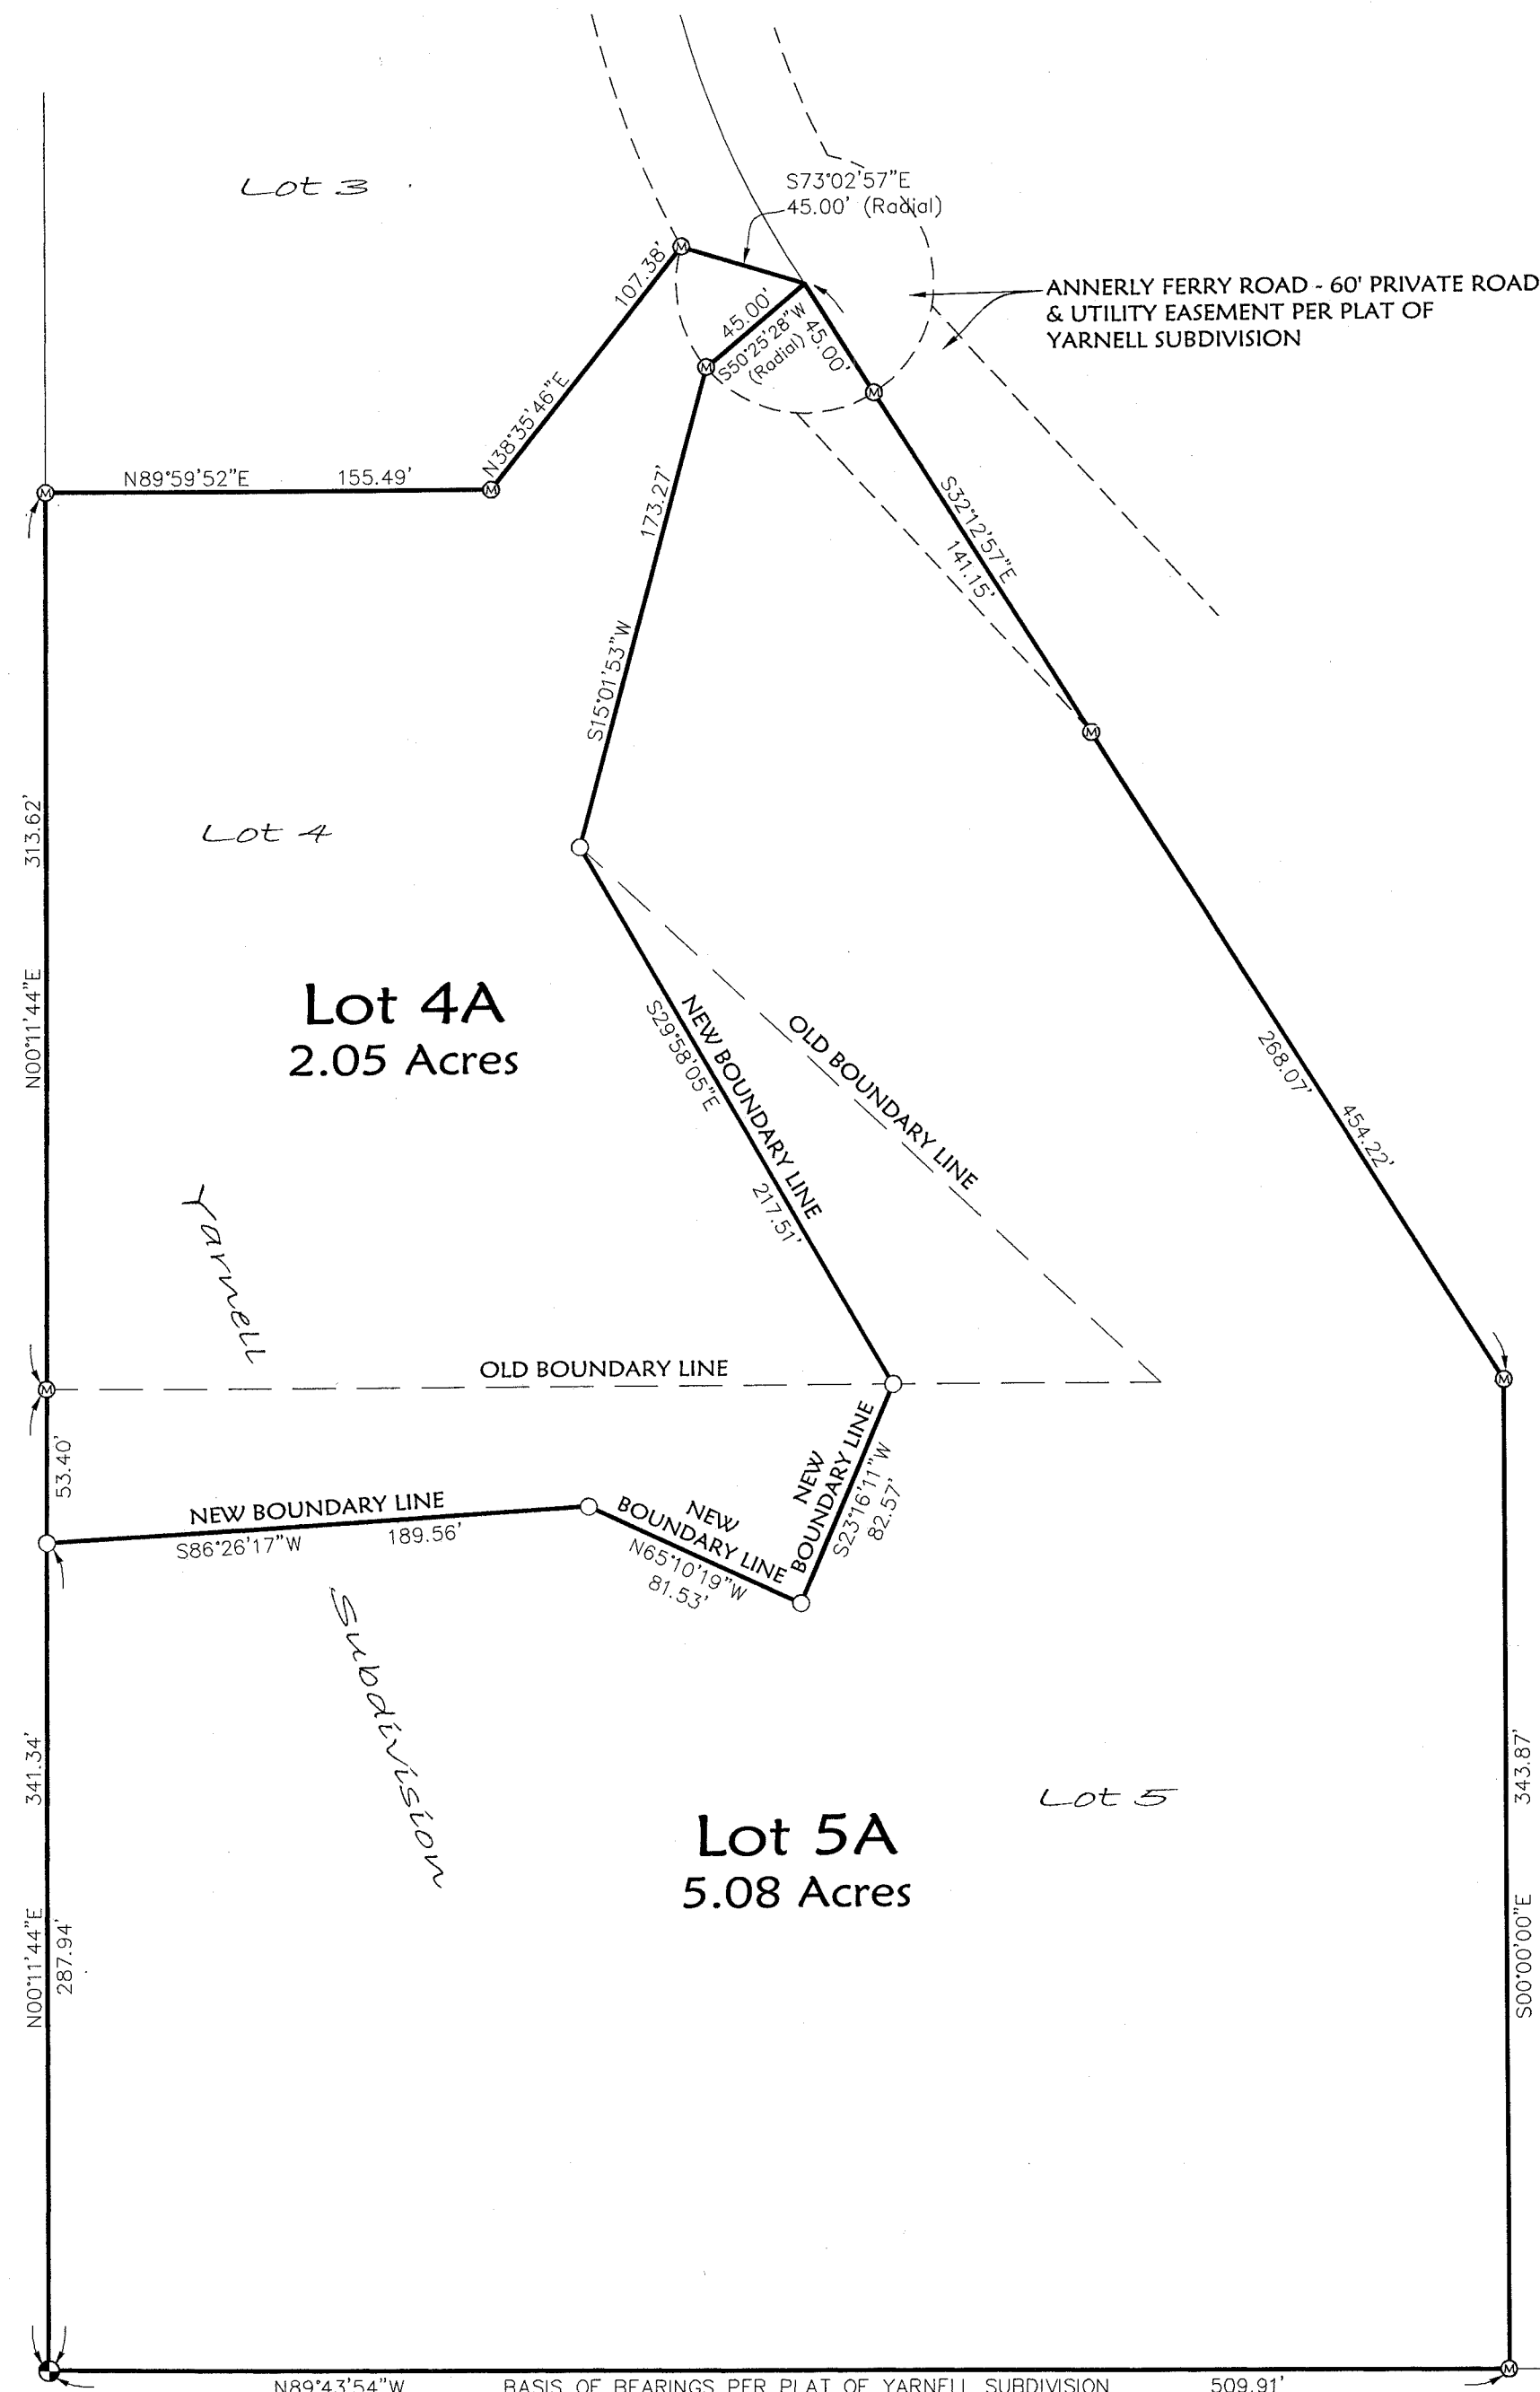 Lot 3
S73°02'57"E
45.00' (Radial)
ANNERLY FERRY ROAD - 60' PRIVATE ROAD
& UTILITY EASEMENT PER PLAT OF
YARNELL SUBDIVISION
107.38'
N38°35'46"E
45.00'
S50°25'28"W
(Radial)
45.00'
N89°59'52"E 155.49'
173.27'
S15°01'53"W
S32°12'57"E
141.15'
313.62'
N00°11'44"E
Lot 4
Lot 4A
2.05 Acres
NEW BOUNDARY LINE
S29°58'05"E
217.51'
OLD BOUNDARY LINE
268.07'
454.22'
Yarnell
OLD BOUNDARY LINE
53.40'
NEW BOUNDARY LINE
S86°26'17"W 189.56'
NEW
BOUNDARY LINE
N65°10'19"W
81.53'
NEW
BOUNDARY LINE
S23°16'11"W
82.57'
Subdivision
341.34'
N00°11'44"E
287.94'
Lot 5
Lot 5A
5.08 Acres
343.87'
S00°00'00"E
N89°43'54"W BASIS OF BEARINGS PER PLAT OF YARNELL SUBDIVISION 509.91'
M
M
M
M
M
M
M
M
M